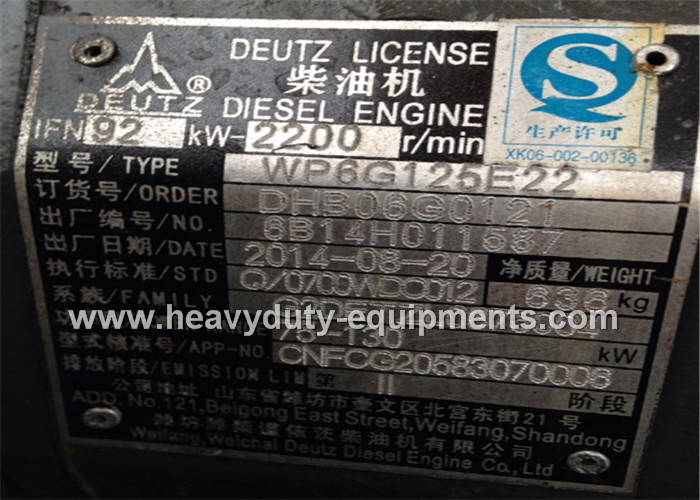 DEUTZ LICENSE
柴油机
DEUTZ® DIESEL ENGINE
IFN 92 kW-2200 r/min
生产许可
XK06-002-00136
型号/TYPE WP6G125E22
订货号/ORDER DHB06G0121
出厂编号/NO. 6B14H011587
出厂日期/DATE 2014-08-20 净质量/WEIGHT
执行标准/STD Q/0700WDC012 636 kg
系族/FAMILY
www.heavyduty-equipments.com
75-130 kW
型式核准号/APP-NO. CNFCG20583070006
排放阶段/EMISSION LIM 第 II 阶段
公司地址 山东省潍坊市奎文区北宫东街21号
ADD. No.121, Beigong East Street, Weifang, Shandong
潍坊潍柴道依茨柴油机有限公司
Weifang, Weichai Deutz Diesel Engine Co., Ltd